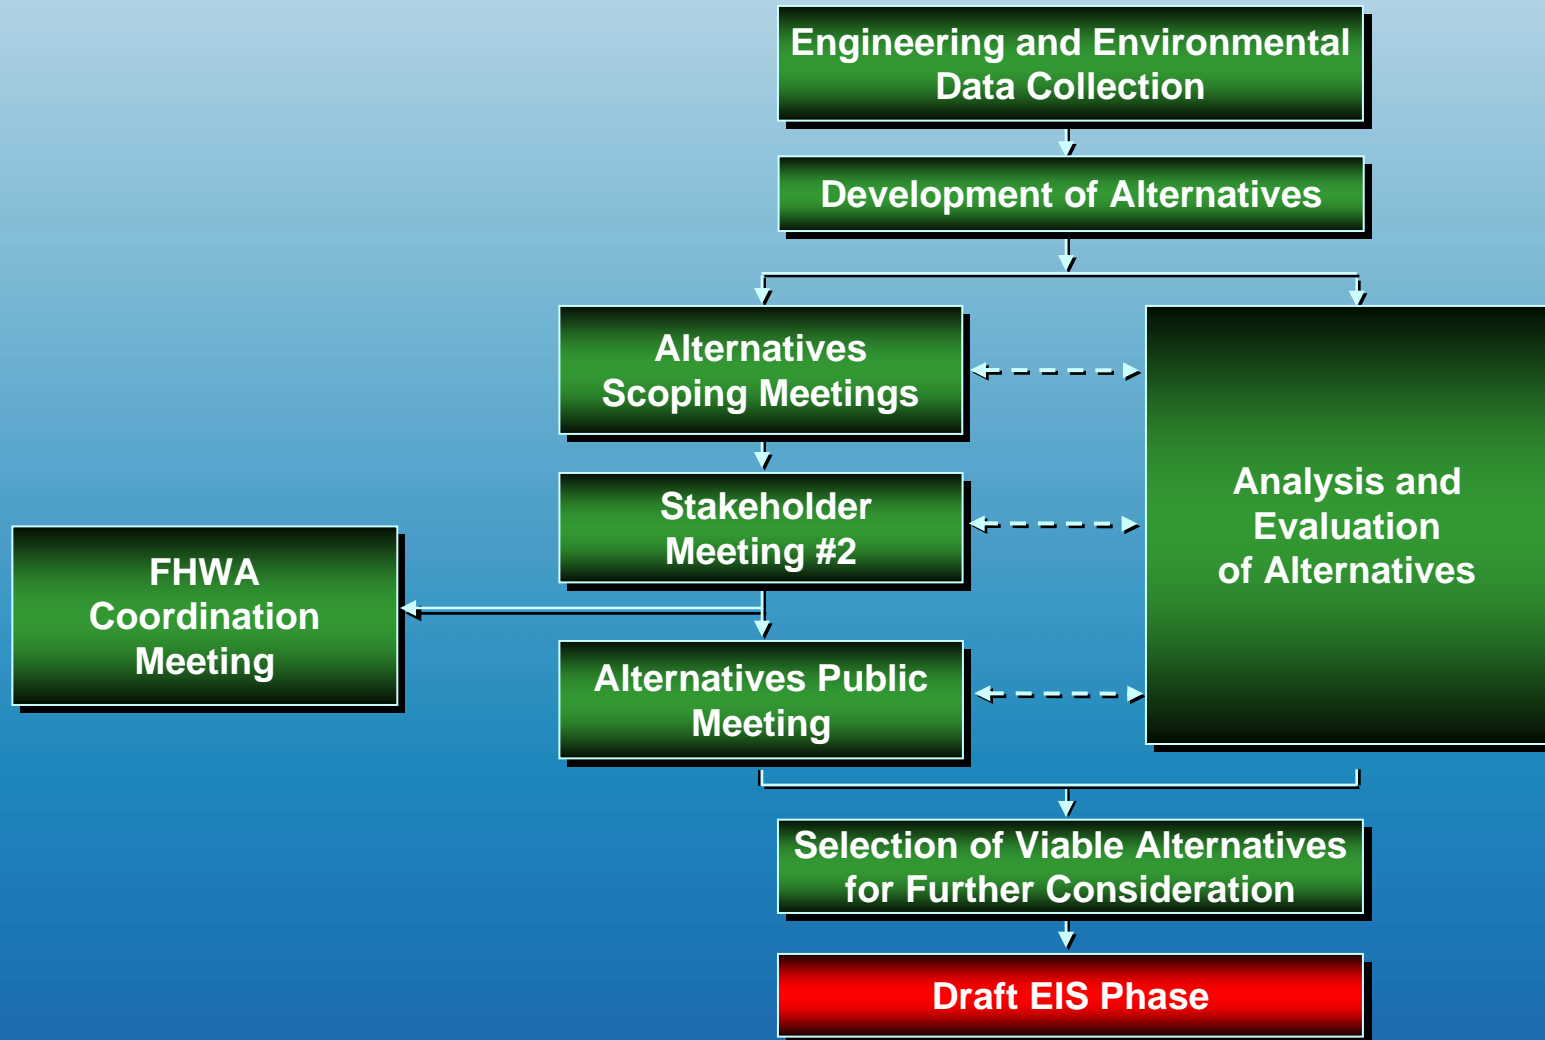 Engineering and Environmental
Data Collection
Development of Alternatives
Alternatives
Scoping Meetings
Stakeholder
Meeting #2
Analysis and
Evaluation
of Alternatives
FHWA
Coordination
Meeting
Alternatives Public
Meeting
Selection of Viable Alternatives
for Further Consideration
Draft EIS Phase